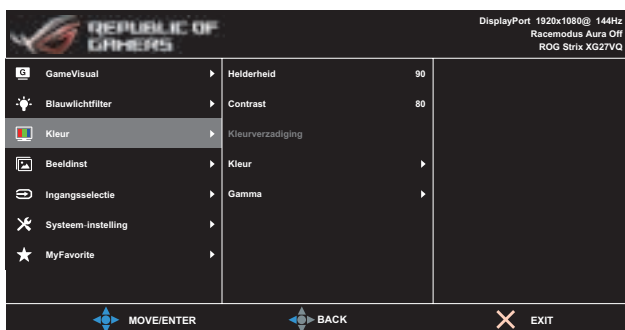 REPUBLIC OF
GAMERS
DisplayPort 1920x1080@ 144Hz
Racemodus Aura Off
ROG Strix XG27VQ
G GameVisual
Blauwlichtfilter
Kleur
Beeldinst
Ingangsselectie
Systeem-instelling
MyFavorite
Helderheid 90
Contrast 80
Kleurverzadiging
Kleur
Gamma
MOVE/ENTER
BACK
EXIT